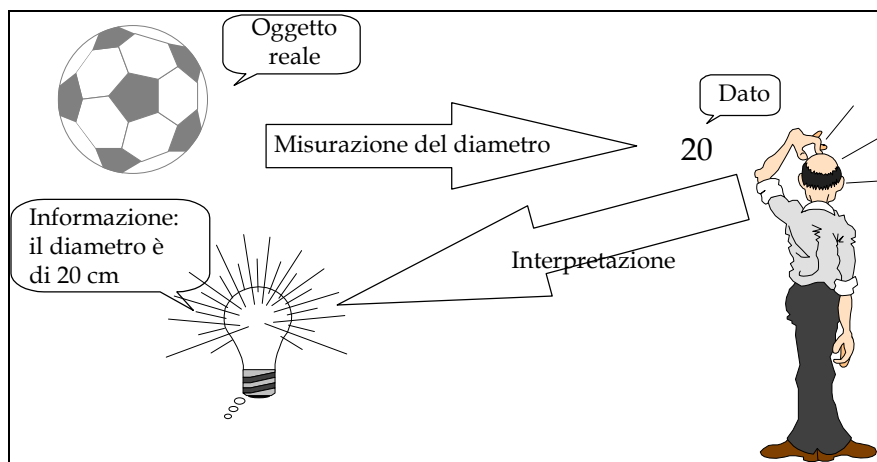 Oggetto
reale
Misurazione del diametro
Dato
20
Interpretazione
Informazione:
il diametro è
di 20 cm